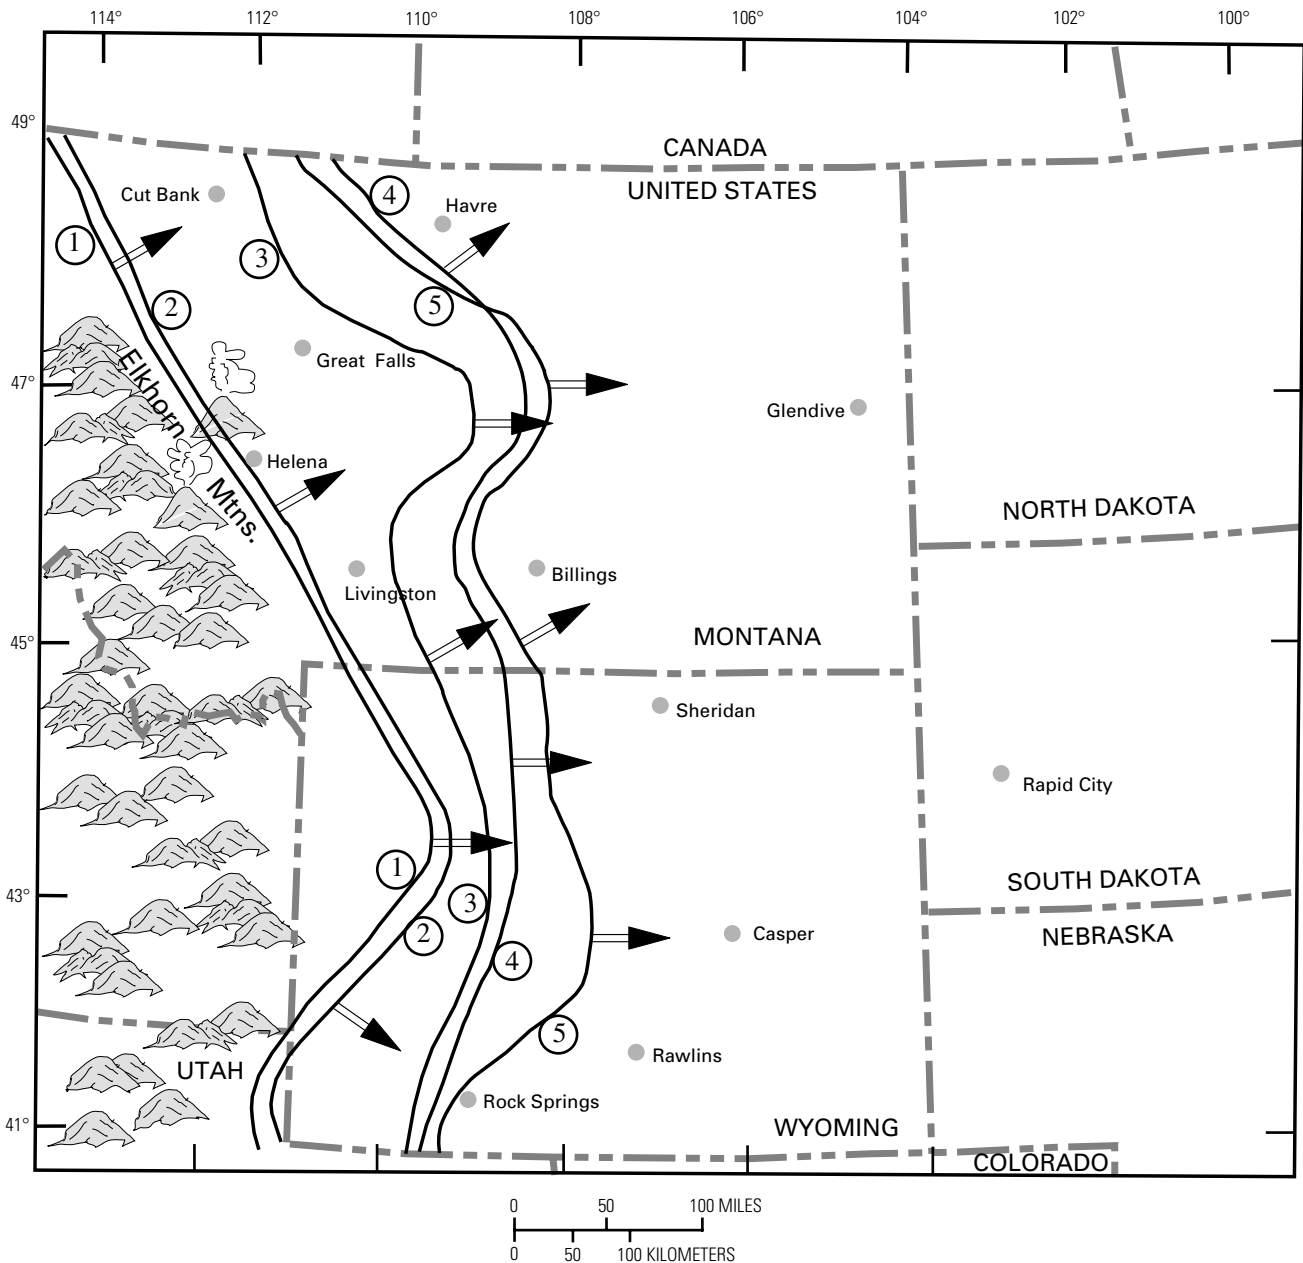 114° 112° 110° 108° 106° 104° 102° 100°
49°
CANADA
UNITED STATES
Cut Bank
4
Havre
1
3
2
5
Elkhorn
Mtns.
Great Falls
47°
Glendive
Helena
NORTH DAKOTA
Livingston
Billings
45°
MONTANA
Sheridan
Rapid City
1
43°
3
SOUTH DAKOTA
2
Casper
NEBRASKA
4
5
UTAH
Rawlins
Rock Springs
41°
WYOMING
COLORADO
0 50 100 MILES
0 50 100 KILOMETERS